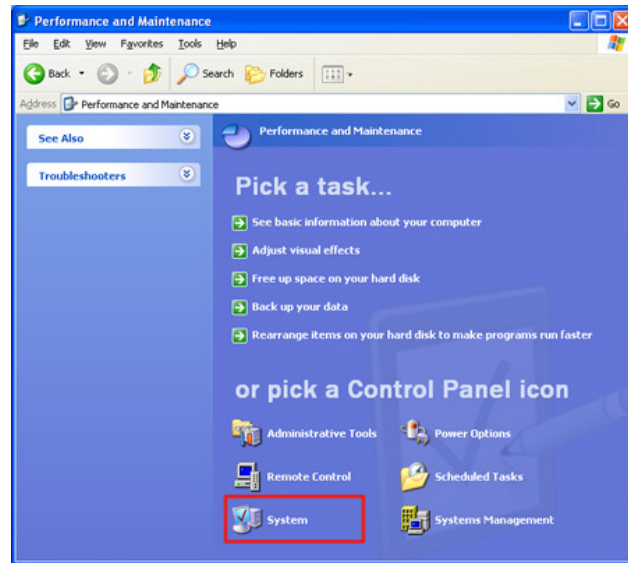 Performance and Maintenance
File Edit View Favorites Tools Help
Back Search Folders
Address Performance and Maintenance Go
See Also
Troubleshooters
Performance and Maintenance
Pick a task...
See basic information about your computer
Adjust visual effects
Free up space on your hard disk
Back up your data
Rearrange items on your hard disk to make programs run faster
or pick a Control Panel icon
Administrative Tools Power Options
Remote Control Scheduled Tasks
System Systems Management